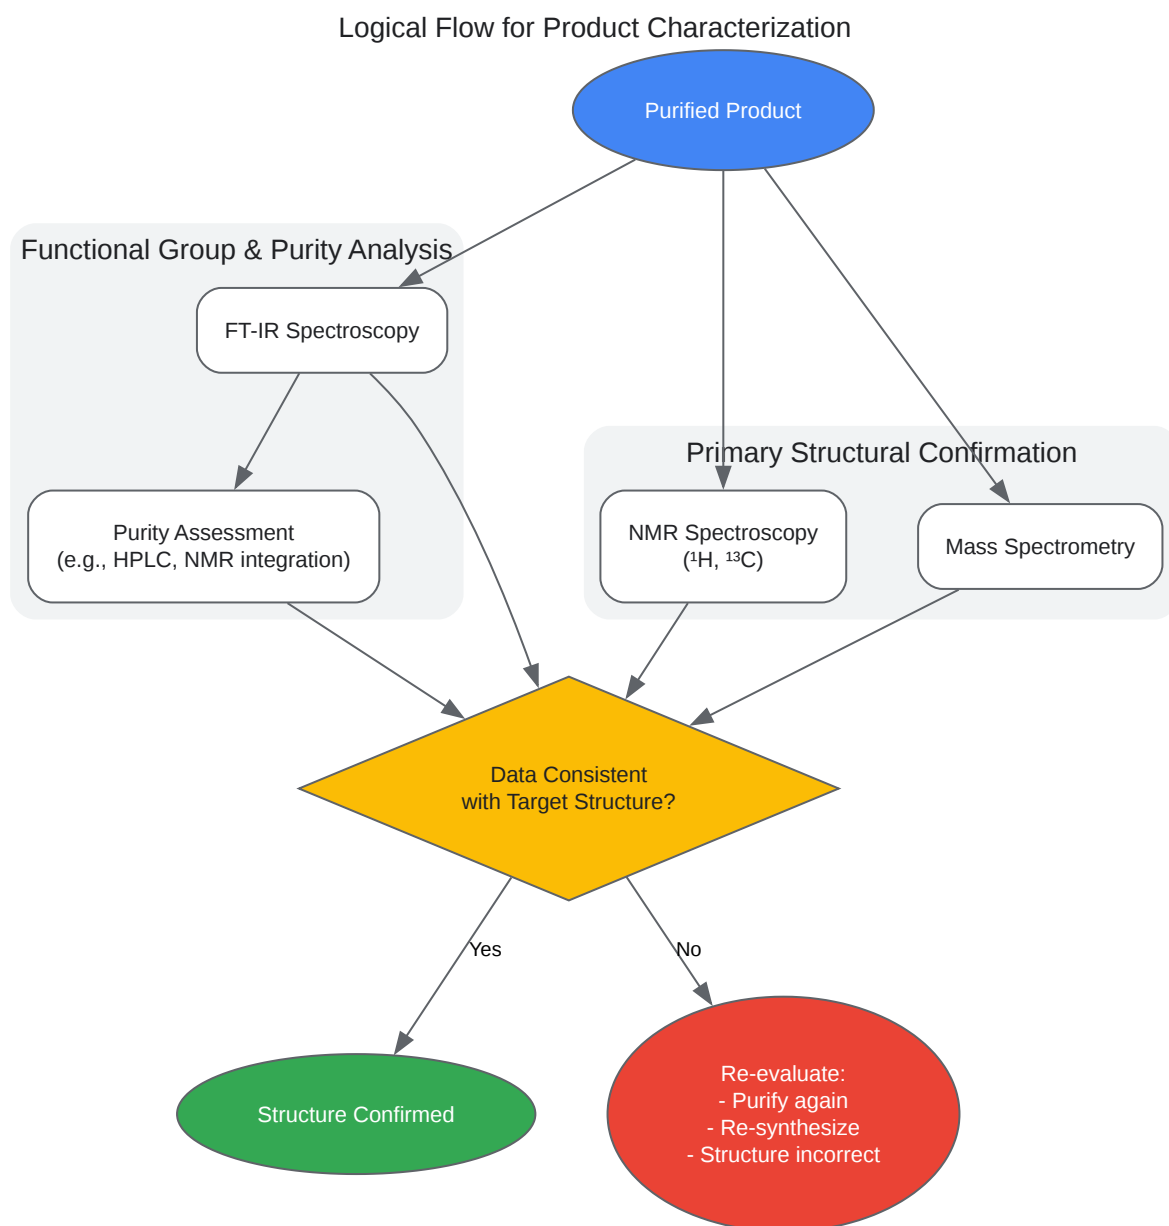 Logical Flow for Product Characterization
Purified Product
Functional Group & Purity Analysis
FT-IR Spectroscopy
Primary Structural Confirmation
Purity Assessment
(e.g., HPLC, NMR integration)
NMR Spectroscopy
(¹H, ¹³C)
Mass Spectrometry
Data Consistent
with Target Structure?
Yes
No
Structure Confirmed
Re-evaluate:
- Purify again
- Re-synthesize
- Structure incorrect